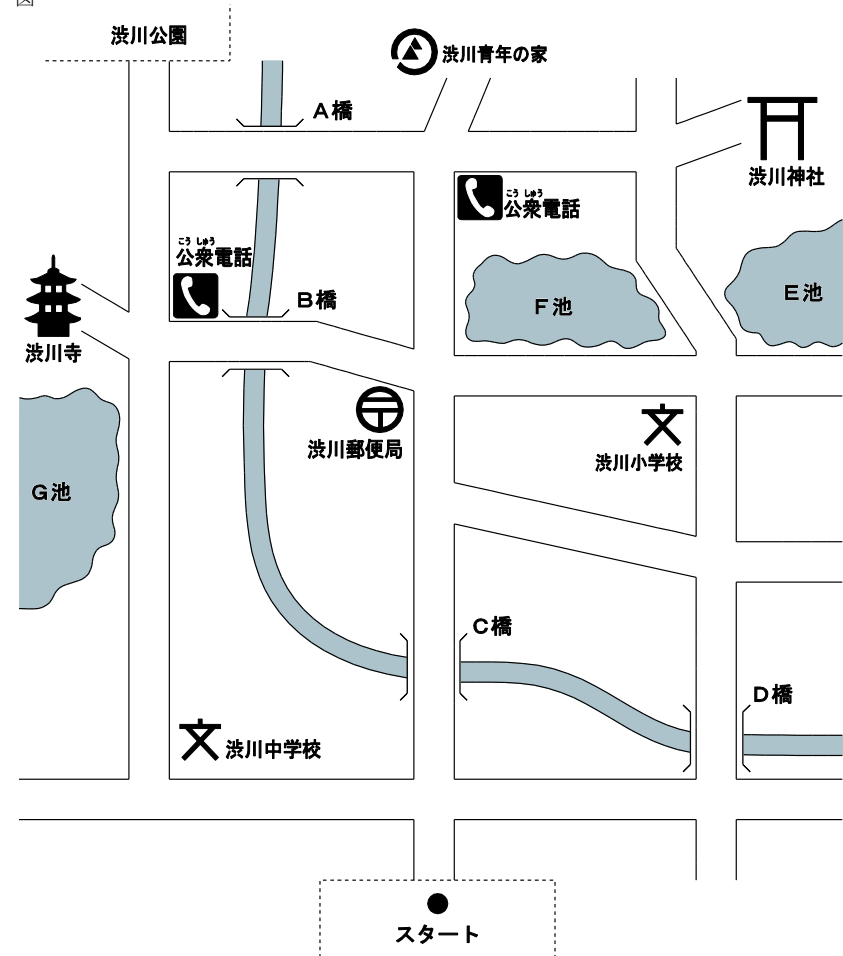 図
渋川公園
渋川青年の家
A橋
渋川神社
こうしゅう
公衆電話
こうしゅう
公衆電話
B橋
F池
E池
渋川寺
渋川郵便局
渋川小学校
G池
C橋
D橋
渋川中学校
スタート